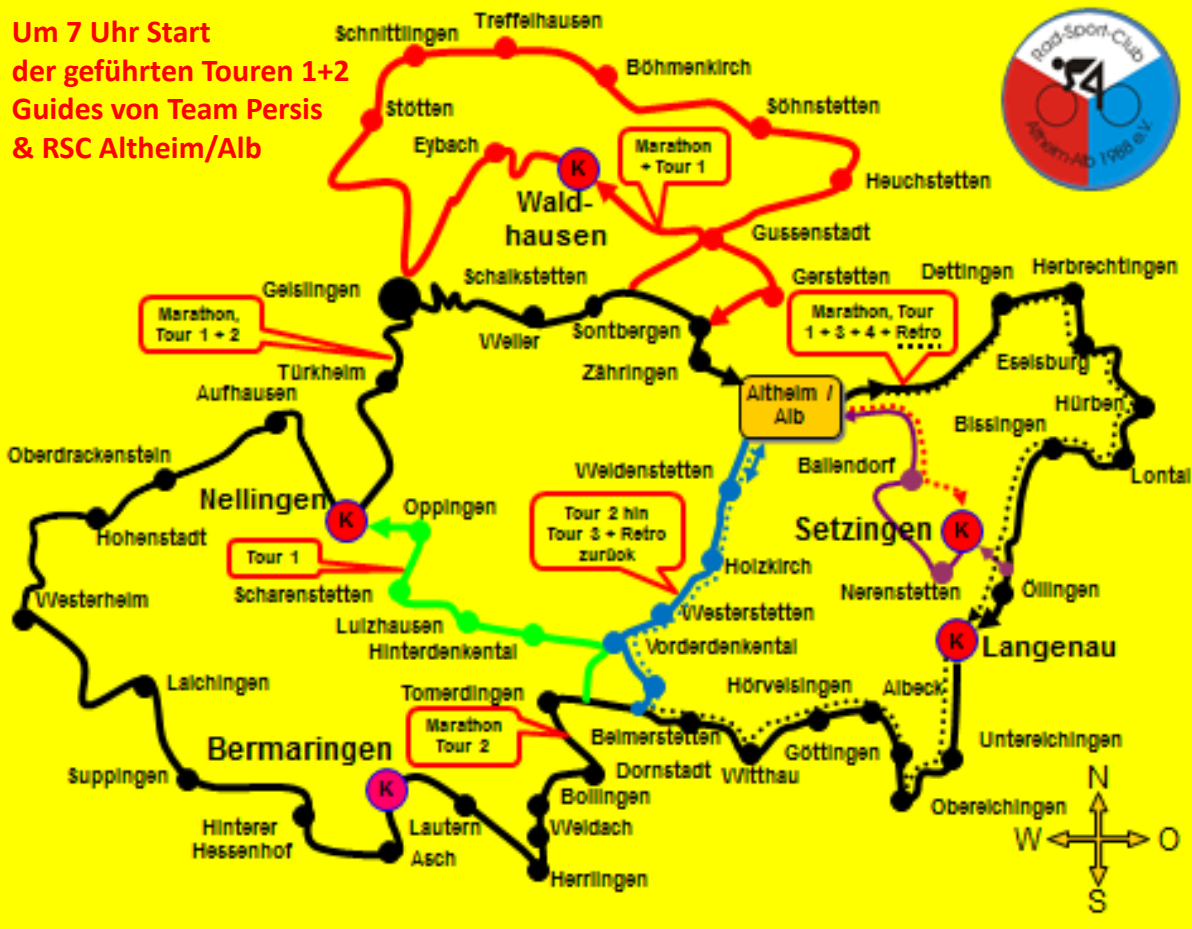 Um 7 Uhr Start
der geführten Touren 1+2
Guides von Team Persis
& RSC Altheim/Alb
Rad-Sport-Club
Altheim-Alb 1988 e.V.
Treffelhausen
Schnittlingen
Böhmenkirch
Stötten
Söhnstetten
Eybach
Marathon
+ Tour 1
K
Heuchstetten
Wald-
hausen
Gussenstadt
Schalkstetten
Gerstetten
Dettingen
Herbrechtingen
Geislingen
Marathon,
Tour 1 + 2
Marathon, Tour
1 + 3 + 4 + Retro
Weiler
Sontbergen
Türkheim
Zähringen
Eselsburg
Aufhausen
Altheim /
Alb
Hürben
Bissingen
Oberdrackenstein
Weidenstetten
Ballendorf
Lontal
Nellingen
K
Oppingen
Tour 2 hin
Tour 3 + Retro
zurück
Setzingen
K
Hohenstadt
Tour 1
Holzkirch
Scharenstetten
Nerenstetten
Öllingen
Westerheim
Westerstetten
Luizhausen
Hinterdenkental
Vorderdenkental
K
Langenau
Laichingen
Tomerdingen
Hörvelsingen
Albeck
Marathon
Tour 2
Bermaringen
Beimerstetten
Göttingen
Untereichingen
Suppingen
K
Dornstadt
Witthau
Bollingen
Obereichingen
Hinterer
Hessenhof
Lautern
Weidach
Asch
Herrlingen
N
W
O
S